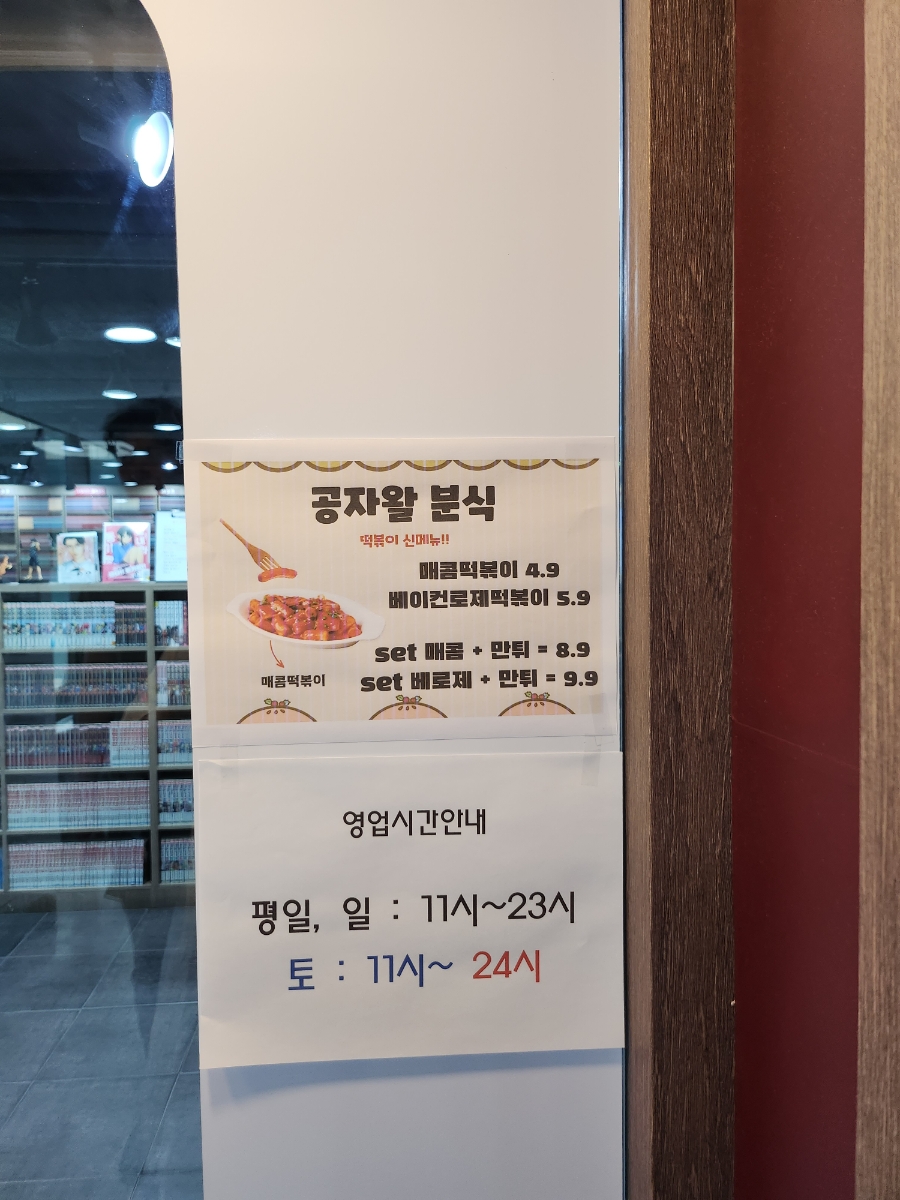 공자왈 분식
떡볶이 신메뉴!!
매콤떡볶이 4.9
베이컨로제떡볶이 5.9
set 매콤 + 만튀 = 8.9
set 베로제 + 만튀 = 9.9
매콤떡볶이
영업시간안내
평일, 일 : 11시~23시
토 : 11시~ 24시